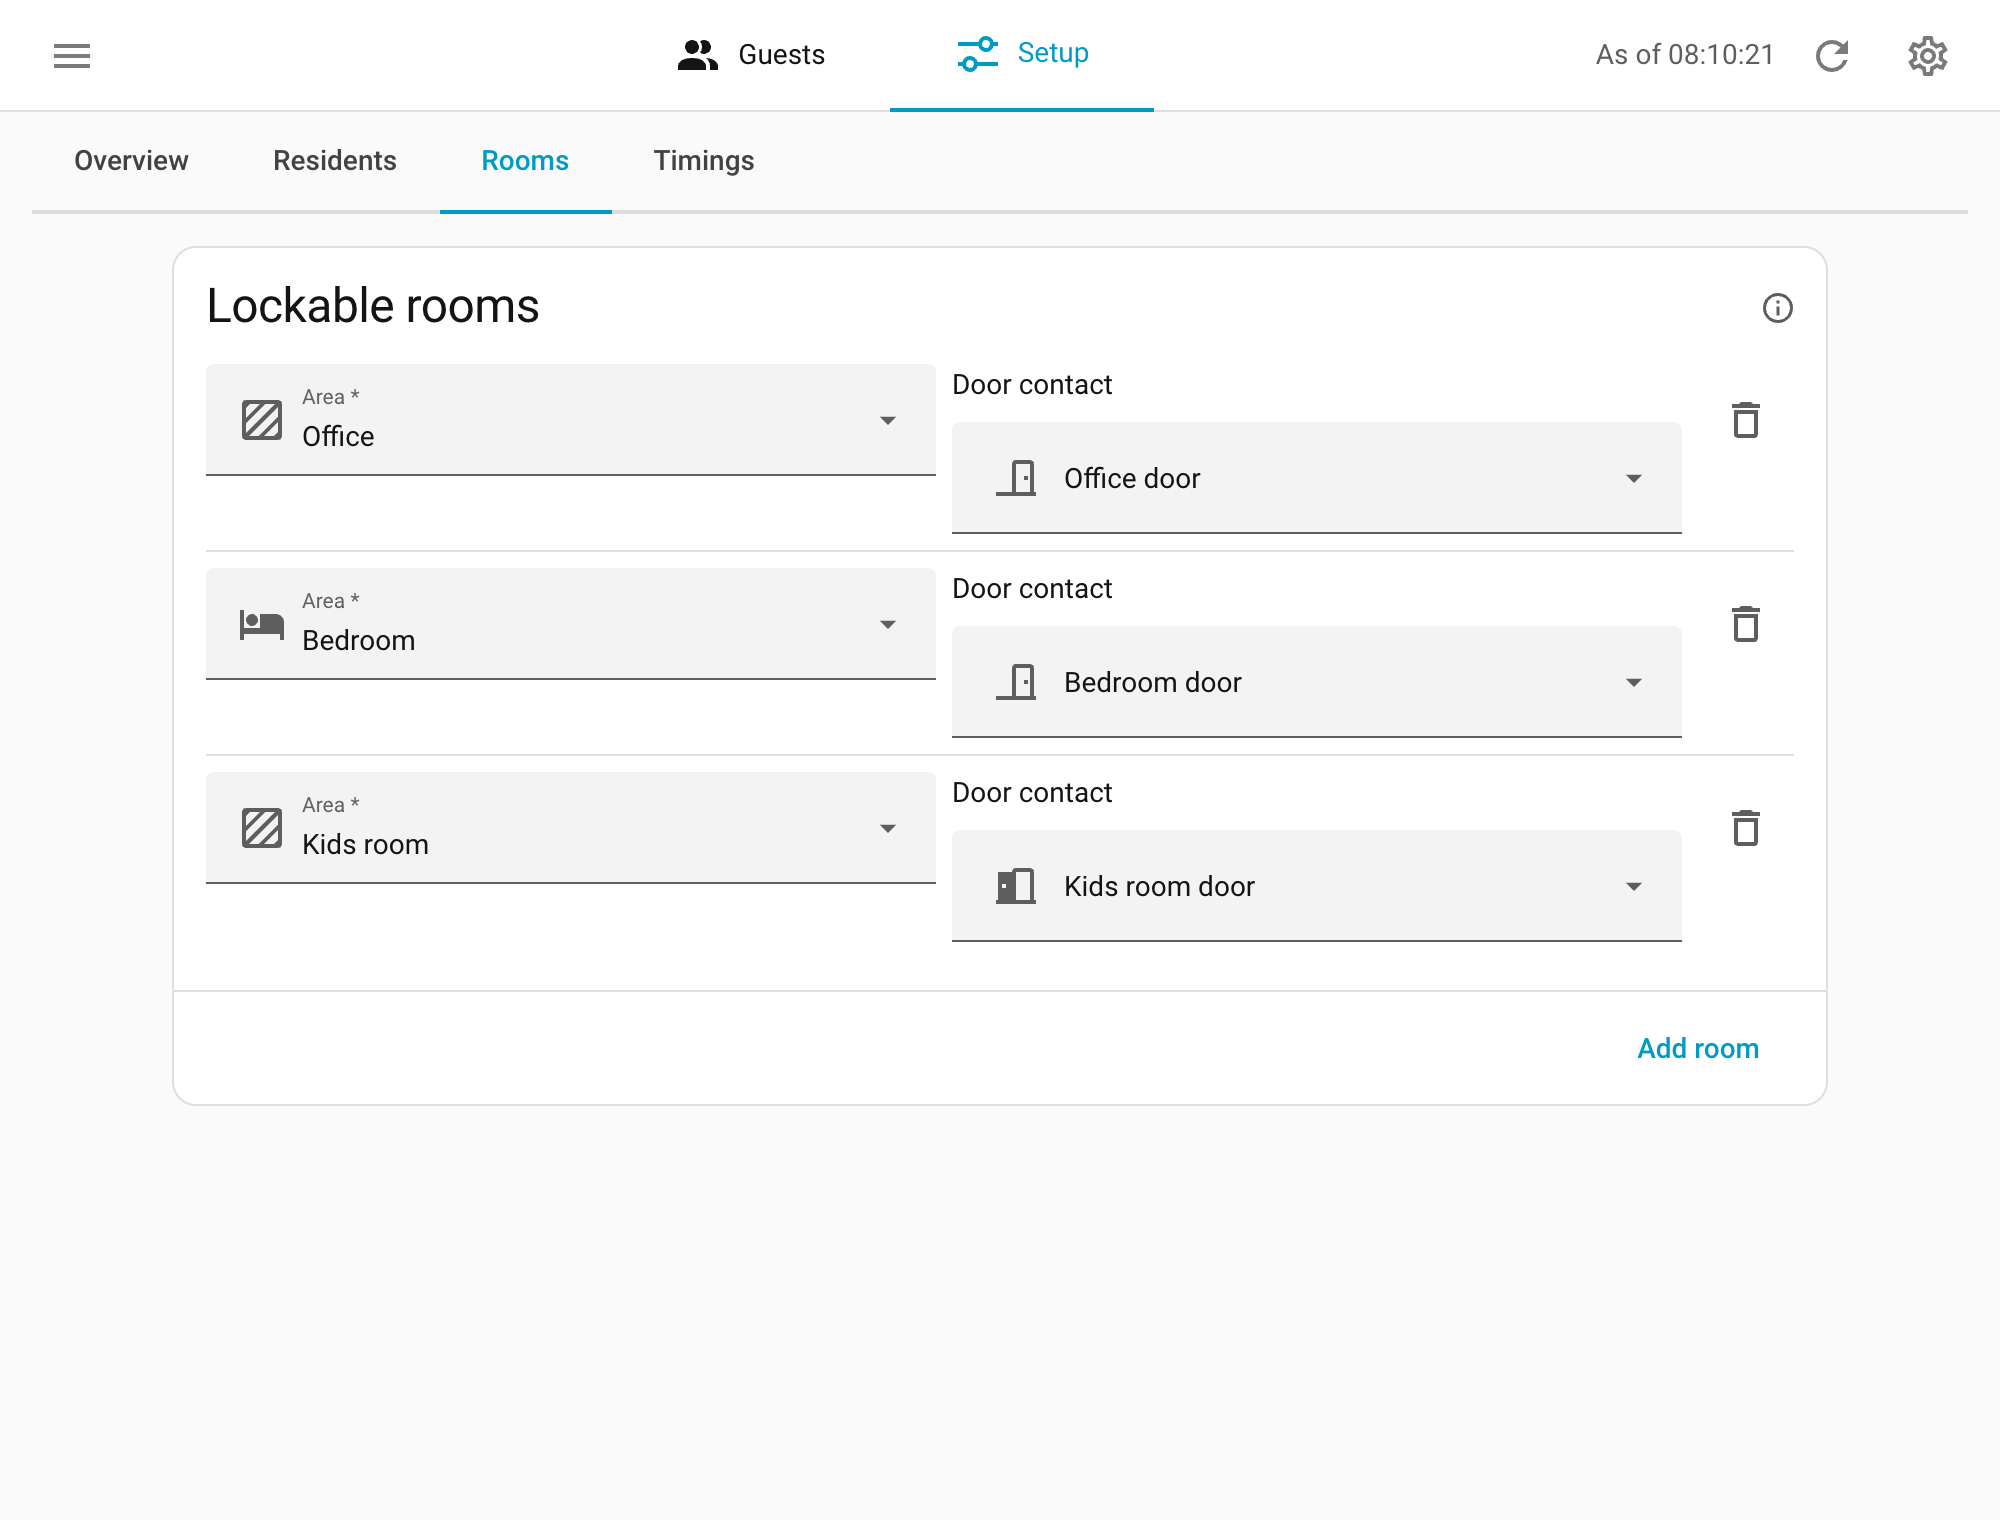 Guests
Setup
As of 08:10:21
Overview
Residents
Rooms
Timings
Lockable rooms
Area *
Office
Door contact
Office door
Area *
Bedroom
Door contact
Bedroom door
Area *
Kids room
Door contact
Kids room door
Add room